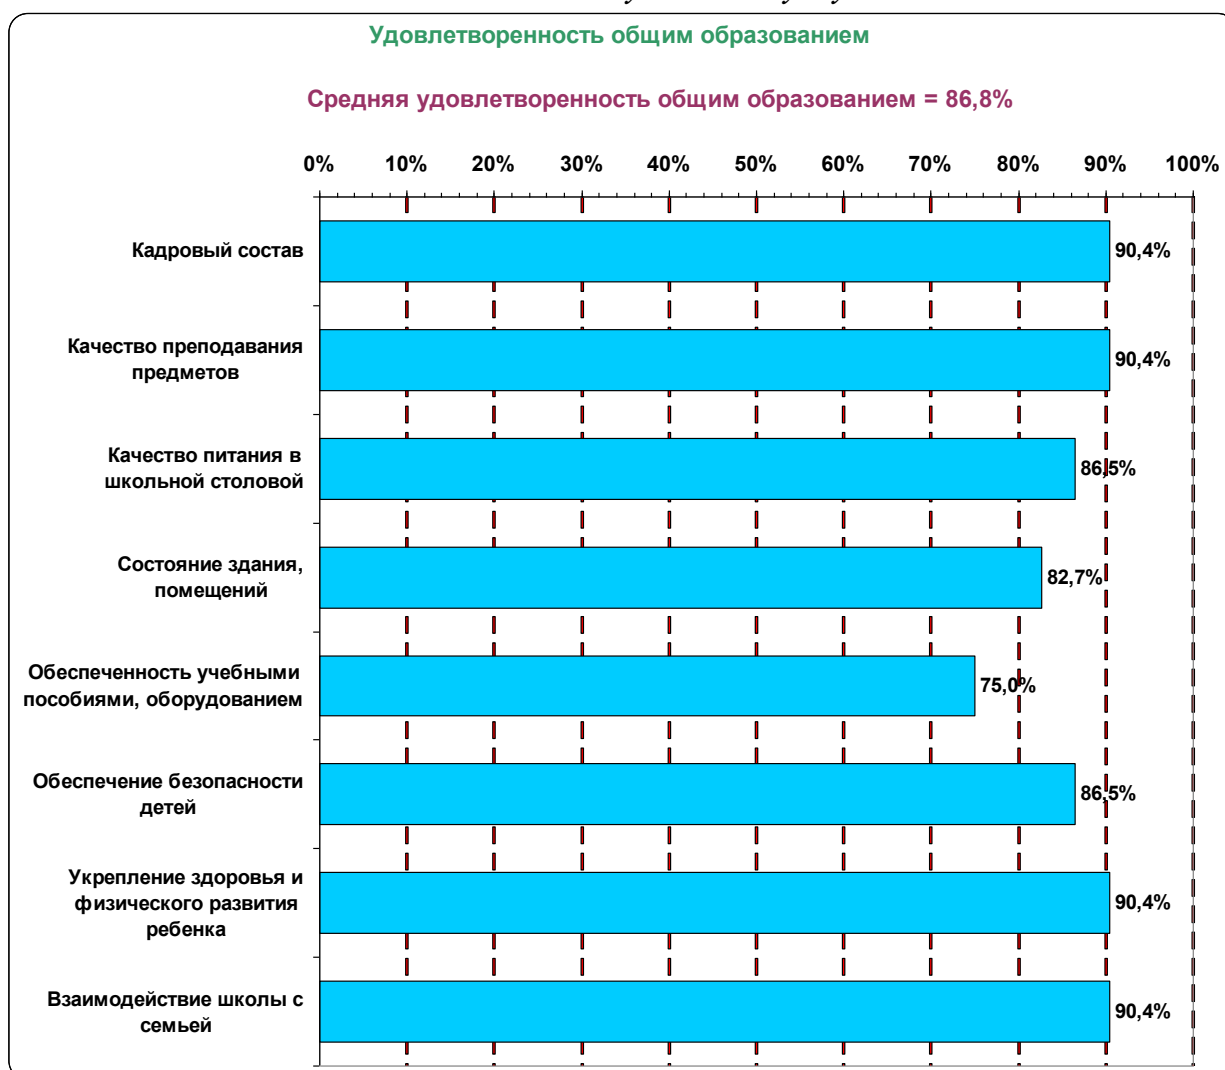 Удовлетворенность общим образованием
Средняя удовлетворенность общим образованием = 86,8%
0% 10% 20% 30% 40% 50% 60% 70% 80% 90% 100%
Кадровый состав
90,4%
Качество преподавания
предметов
90,4%
Качество питания в
школьной столовой
86,5%
Состояние здания,
помещений
82,7%
Обеспеченность учебными
пособиями, оборудованием
75,0%
Обеспечение безопасности
детей
86,5%
Укрепление здоровья и
физического развития
ребенка
90,4%
Взаимодействие школы с
семьей
90,4%